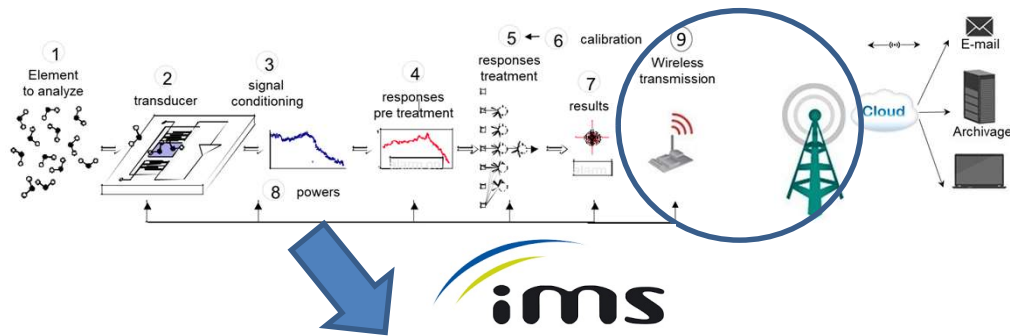 1
Element
to analyze
2
transducer
3
signal
conditioning
4
responses
pre treatment
5
6
calibration
responses
treatment
7
results
8
powers
9
Wireless
transmission
Cloud
E-mail
Archivage
ims